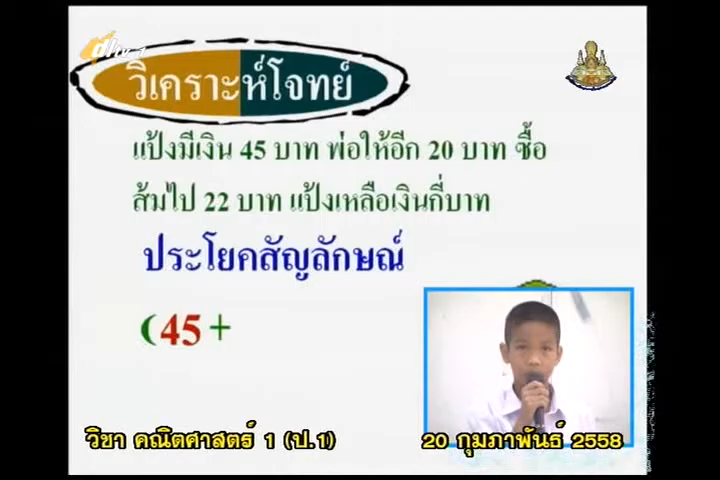 dltv 1
วิเคราะห์โจทย์
แป้งมีเงิน 45 บาท พ่อให้อีก 20 บาท ซื้อ
ส้มไป 22 บาท แป้งเหลือเงินกี่บาท
ประโยคสัญลักษณ์
(45 +
วิชา คณิตศาสตร์ 1 (ป.1)
20 กุมภาพันธ์ 2558